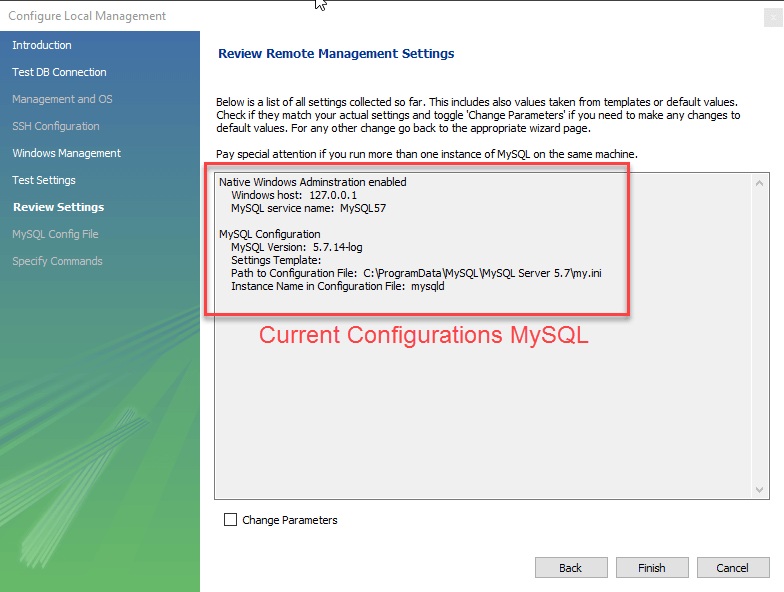 Configure Local Management
Introduction
Test DB Connection
Management and OS
SSH Configuration
Windows Management
Test Settings
Review Settings
MySQL Config File
Specify Commands
Review Remote Management Settings
Below is a list of all settings collected so far. This includes also values taken from templates or default values.
Check if they match your actual settings and toggle 'Change Parameters' if you need to make any changes to
default values. For any other change go back to the appropriate wizard page.
Pay special attention if you run more than one instance of MySQL on the same machine.
Native Windows Adminstration enabled
Windows host: 127.0.0.1
MySQL service name: MySQL57
MySQL Configuration
MySQL Version: 5.7.14-log
Settings Template:
Path to Configuration File: C:\ProgramData\MySQL\MySQL Server 5.7\my.ini
Instance Name in Configuration File: mysqld
Current Configurations MySQL
Change Parameters
Back
Finish
Cancel